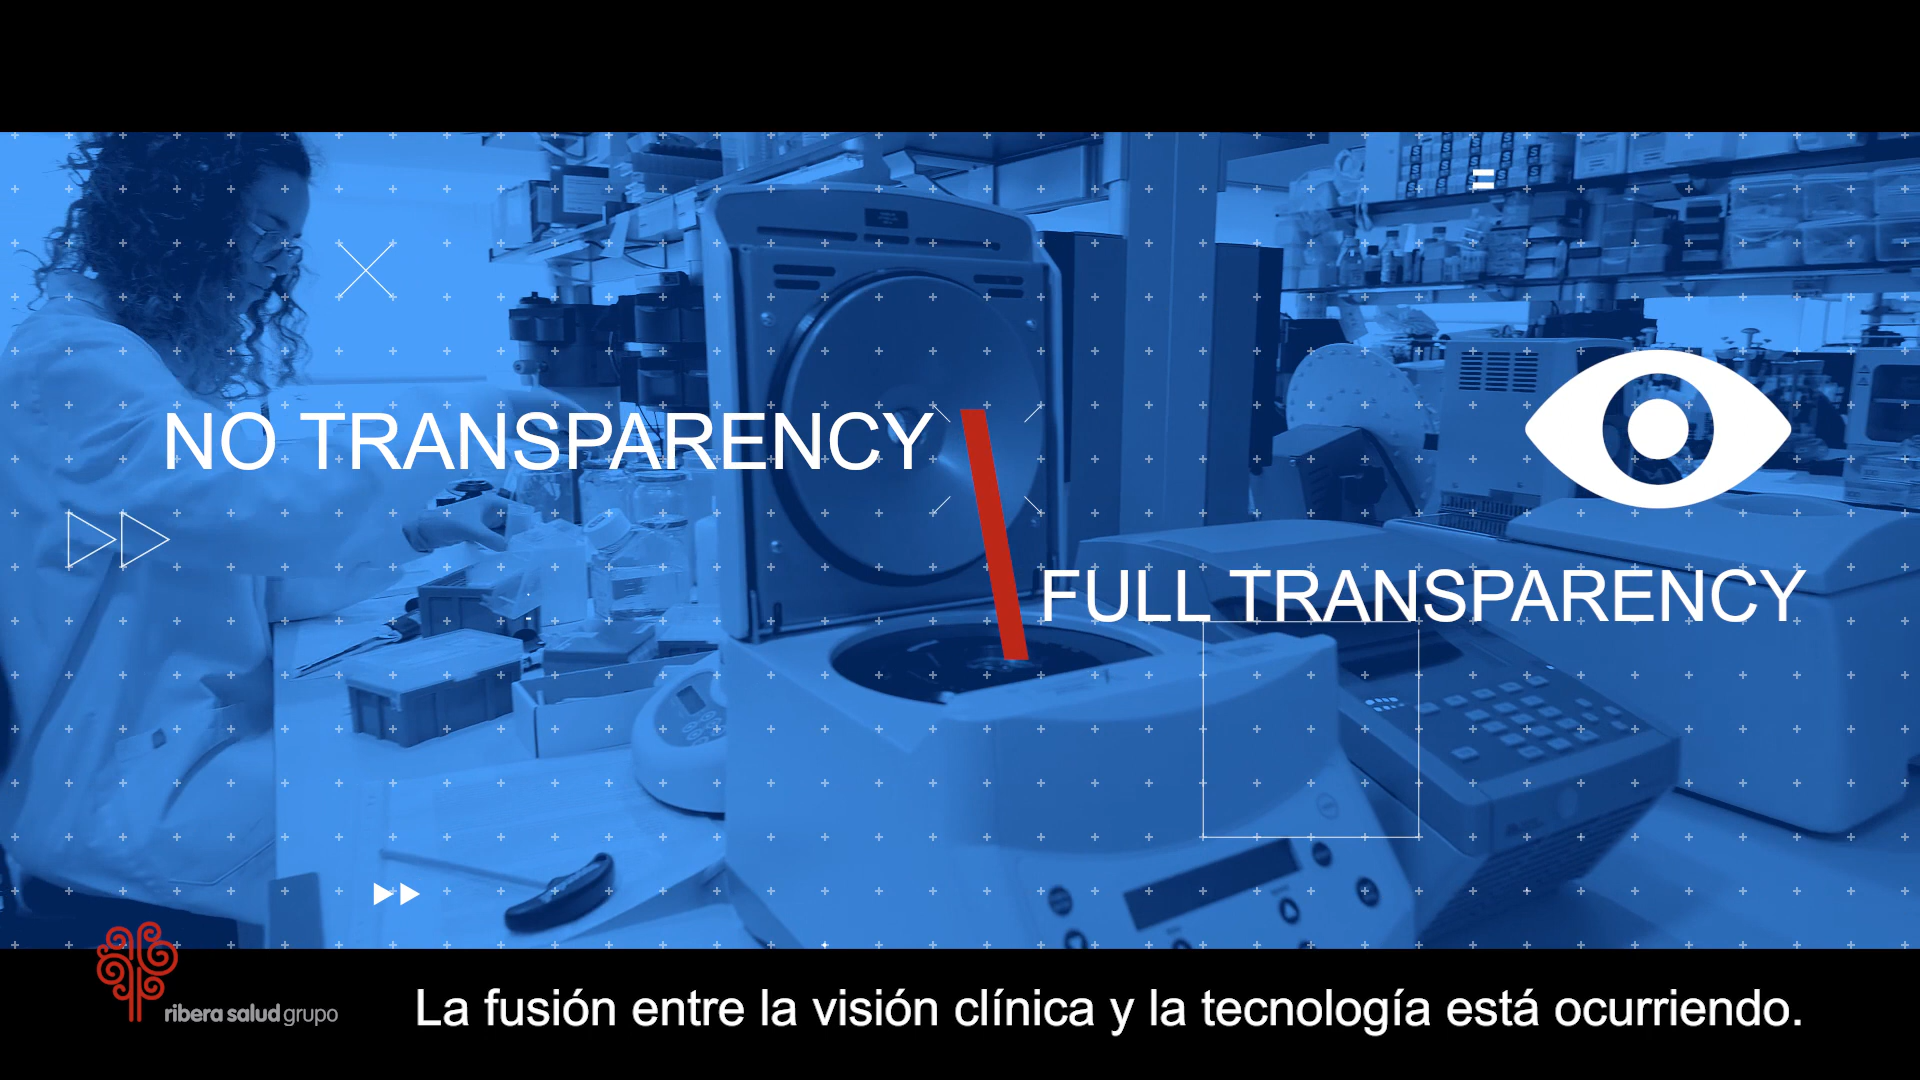 NO TRANSPARENCY
FULL TRANSPARENCY
ribera salud grupo
La fusión entre la visión clínica y la tecnología está ocurriendo.